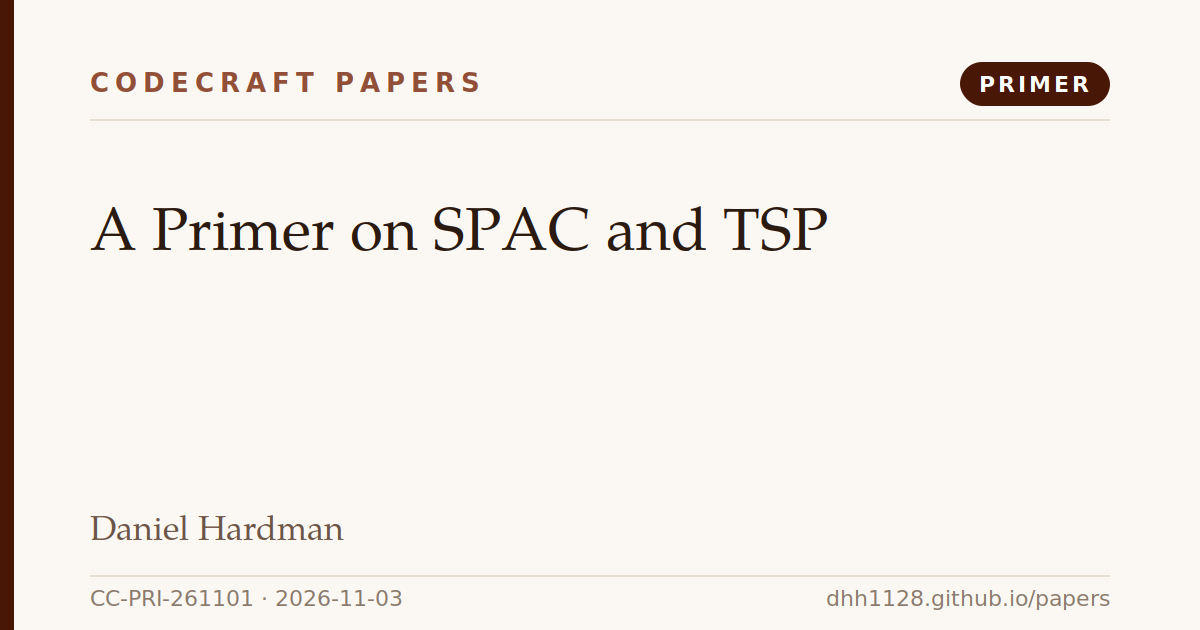 CODECRAFT PAPERS
PRIMER
A Primer on SPAC and TSP
Daniel Hardman
CC-PRI-261101 · 2026-11-03
dhh1128.github.io/papers